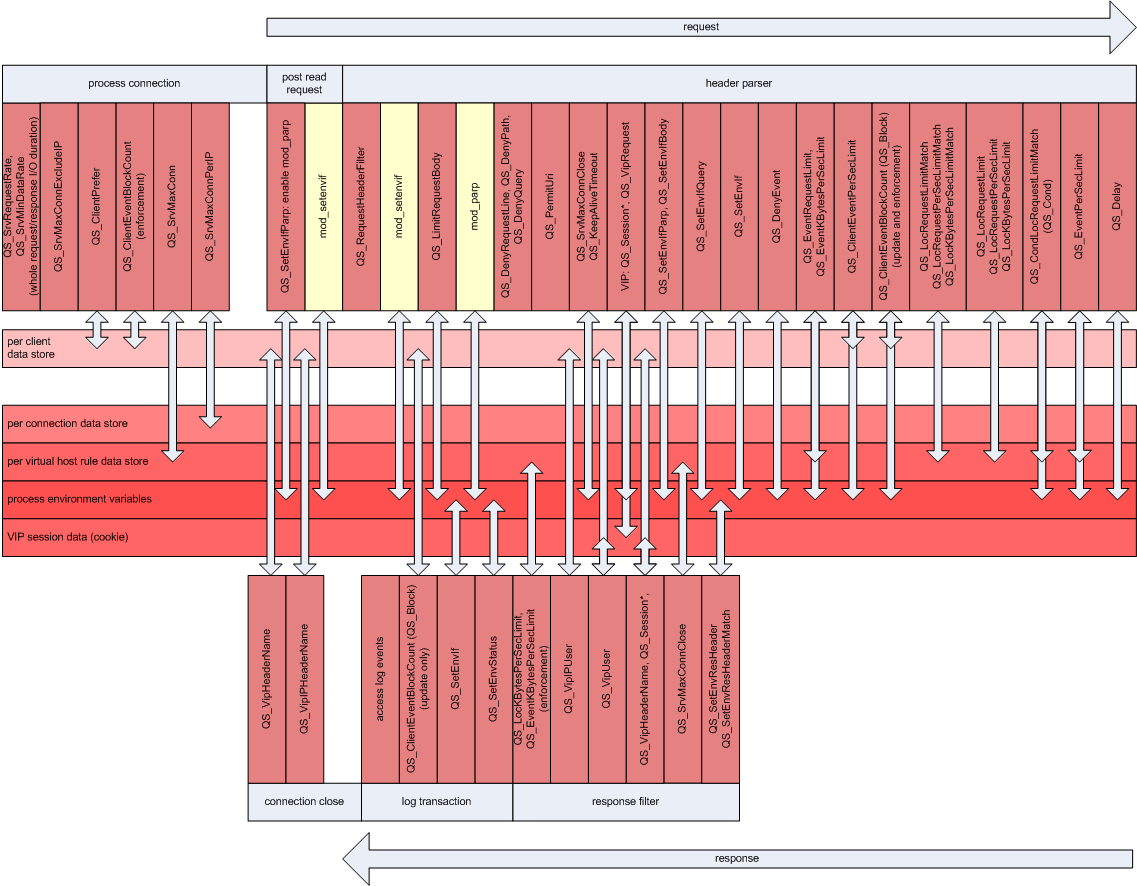 request
process connection
post read
request
header parser
QS_SrvRequestRate,
QS_SrvMinDataRate
(whole request/response I/O duration)
QS_SrvMaxConnExcludeIP
QS_ClientPrefer
QS_ClientEventBlockCount
(enforcement)
QS_SrvMaxConn
QS_SrvMaxConnPerIP
QS_SetEnvIfParp: enable mod_parp
mod_setenvif
QS_RequestHeaderFilter
mod_setenvif
QS_LimitRequestBody
mod_parp
QS_DenyRequestLine, QS_DenyPath,
QS_DenyQuery
QS_PermitUri
QS_SrvMaxConnClose
QS_KeepAliveTimeout
VIP: QS_Session*, QS_VipRequest
QS_SetEnvIfParp, QS_SetEnvIfBody
QS_SetEnvIfQuery
QS_SetEnvIf
QS_DenyEvent
QS_EventRequestLimit,
QS_EventKBytesPerSecLimit
QS_ClientEventPerSecLimit
QS_ClientEventBlockCount (QS_Block)
(update and enforcement)
QS_LocRequestLimitMatch
QS_LocRequestPerSecLimitMatch
QS_LocKBytesPerSecLimitMatch
QS_LocRequestLimit
QS_LocRequestPerSecLimit
QS_LocKBytesPerSecLimit
QS_CondLocRequestLimitMatch
(QS_Cond)
QS_EventPerSecLimit
QS_Delay
per client
data store
per connection data store
per virtual host rule data store
process environment variables
VIP session data (cookie)
QS_VipHeaderName
QS_VipIPHeaderName
access log events
QS_ClientEventBlockCount (QS_Block)
(update only)
QS_SetEnvIf
QS_SetEnvStatus
QS_LocKBytesPerSecLimit,
QS_EventKBytesPerSecLimit
(enforcement)
QS_VipIPUser
QS_VipUser
QS_VipHeaderName, QS_Session*,
QS_SrvMaxConnClose
QS_SetEnvResHeader
QS_SetEnvResHeaderMatch
connection close
log transaction
response filter
response